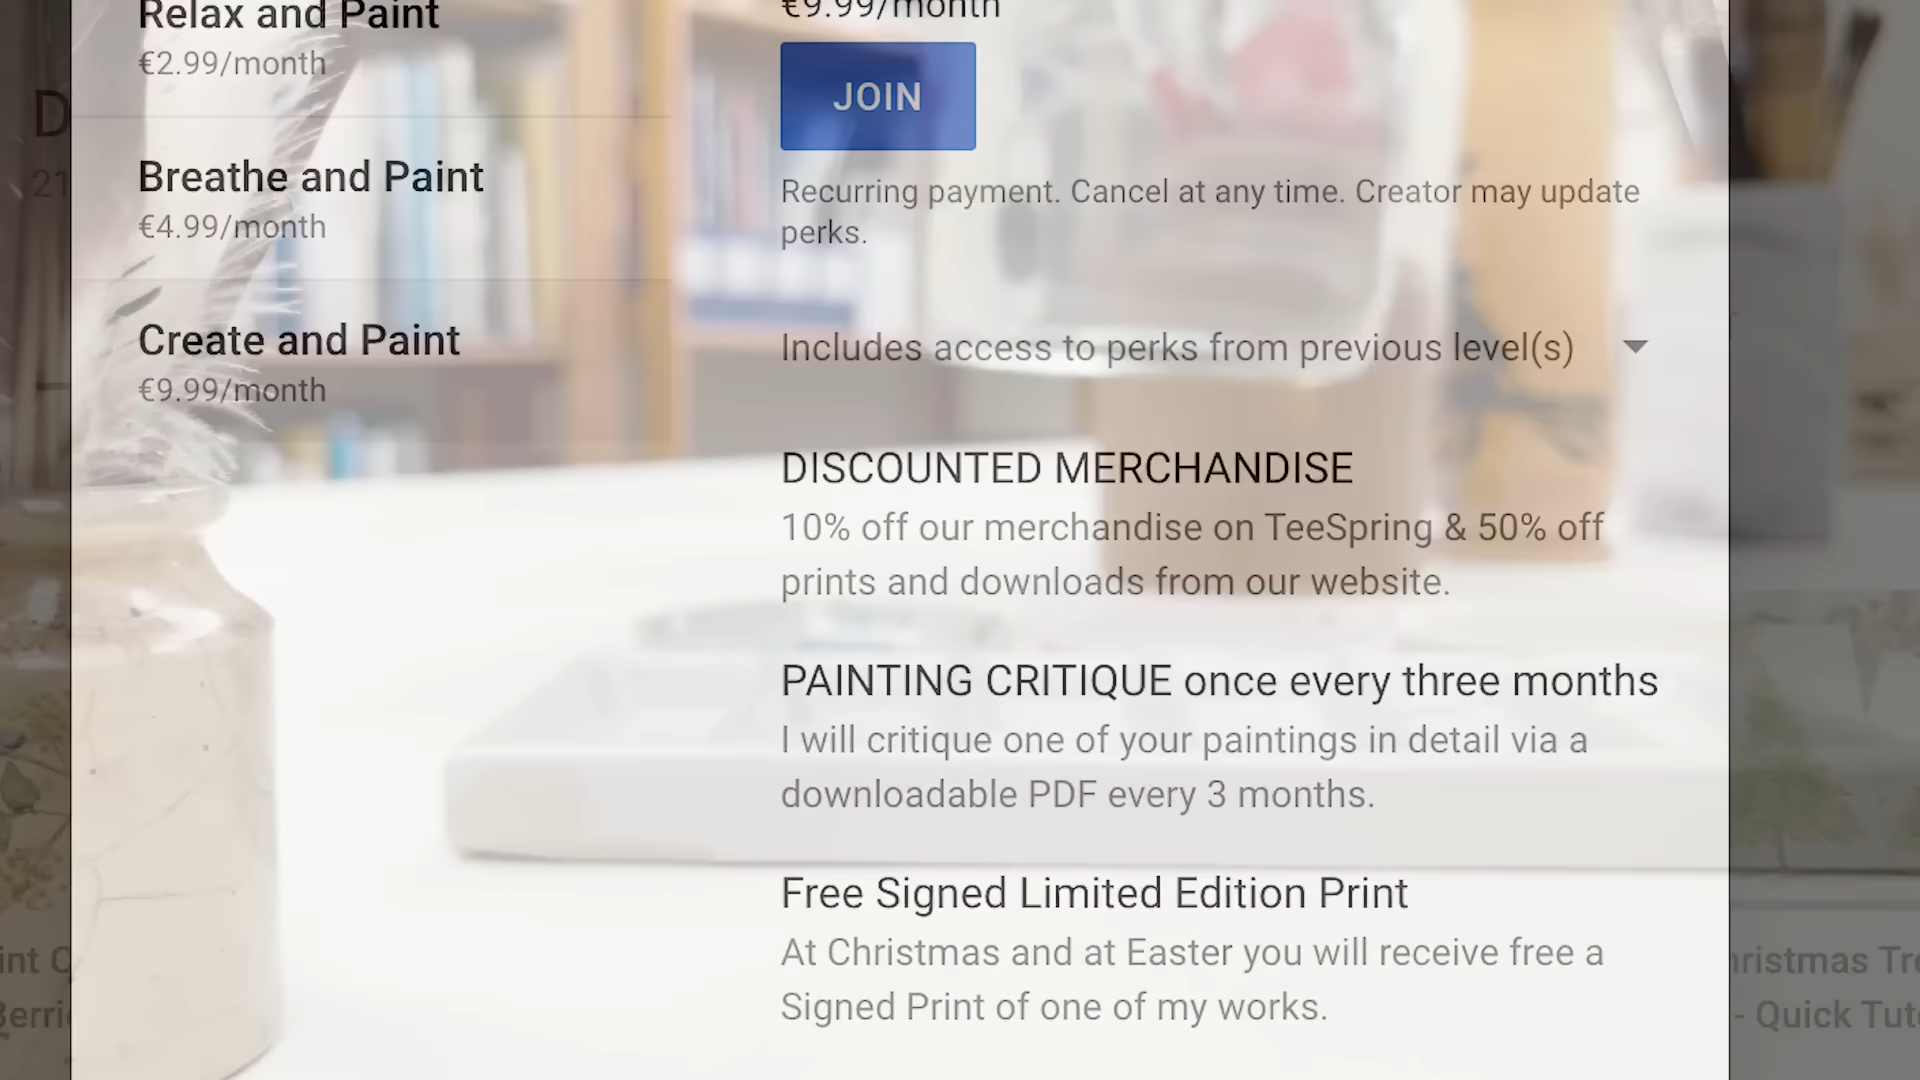 Relax and Paint
€2.99/month
Breathe and Paint
€4.99/month
Create and Paint
€9.99/month
€9.99/month
JOIN
Recurring payment. Cancel at any time. Creator may update
perks.
Includes access to perks from previous level(s)
DISCOUNTED MERCHANDISE
10% off our merchandise on TeeSpring & 50% off
prints and downloads from our website.
PAINTING CRITIQUE once every three months
I will critique one of your paintings in detail via a
downloadable PDF every 3 months.
Free Signed Limited Edition Print
At Christmas and at Easter you will receive free a
Signed Print of one of my works.
- Quick